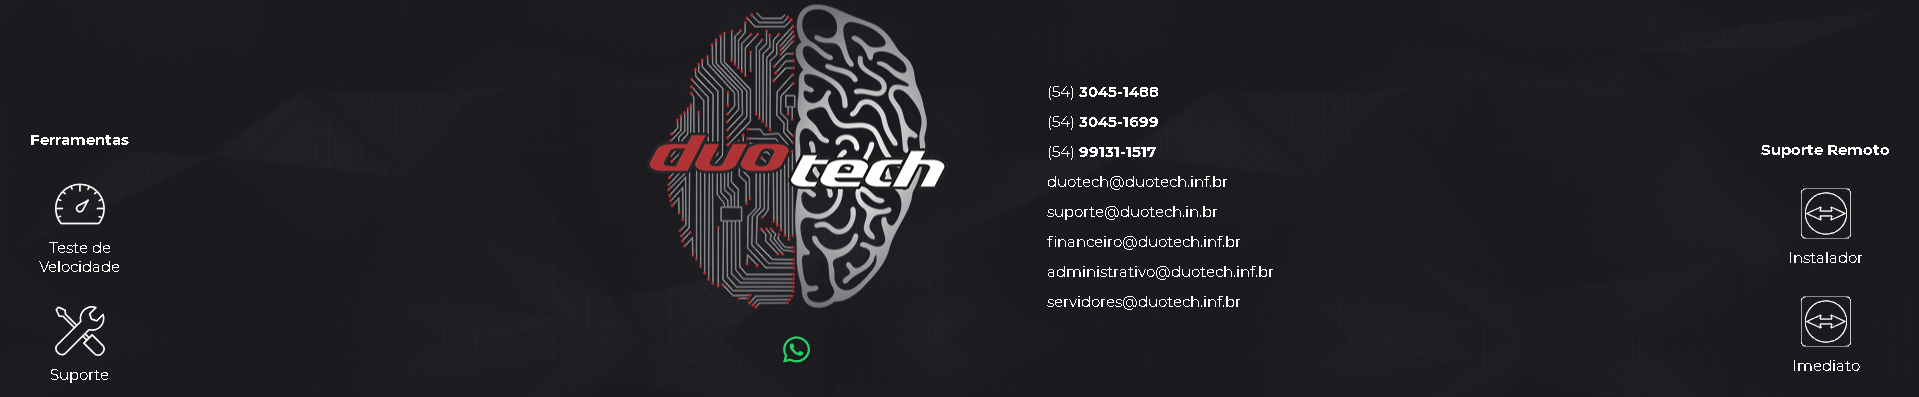 Ferramentas
Teste de
Velocidade
Suporte
duotech
(54) 3045-1488
(54) 3045-1699
(54) 99131-1517
duotech@duotech.inf.br
suporte@duotech.in.br
financeiro@duotech.inf.br
administrativo@duotech.inf.br
servidores@duotech.inf.br
Suporte Remoto
Instalador
Imediato